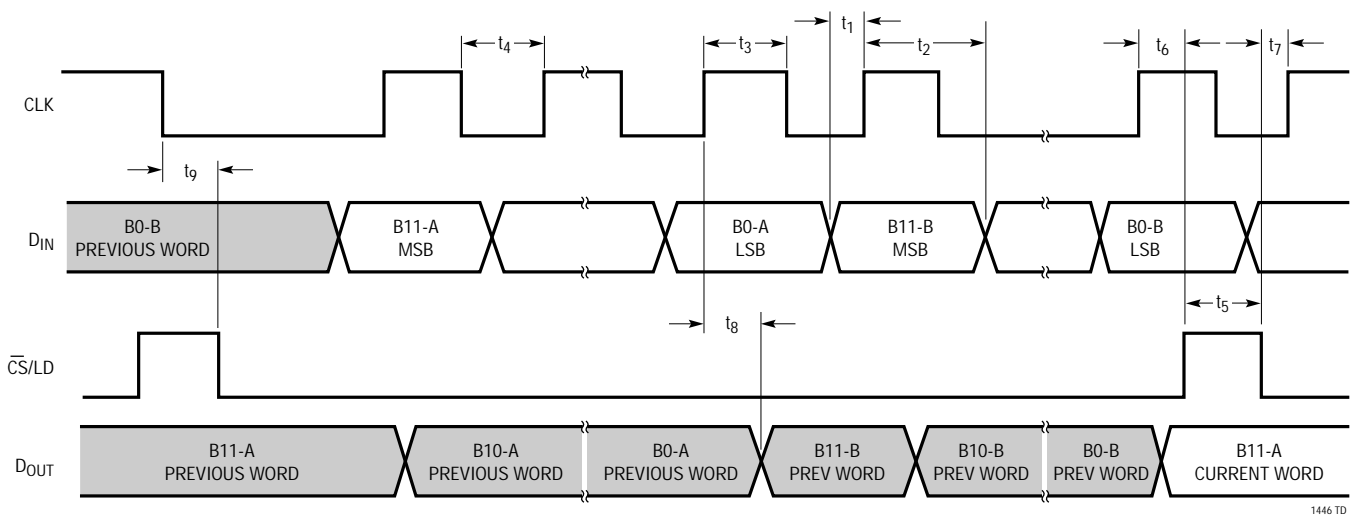 t1
t4
t3
t2
t6
t7
CLK
t9
B0-B
PREVIOUS WORD
B11-A
MSB
B0-A
LSB
B11-B
MSB
B0-B
LSB
DIN
t5
t8
C̅S̅/LD
B11-A
PREVIOUS WORD
B10-A
PREVIOUS WORD
B0-A
PREVIOUS WORD
B11-B
PREV WORD
B10-B
PREV WORD
B0-B
PREV WORD
B11-A
CURRENT WORD
DOUT
1446 TD